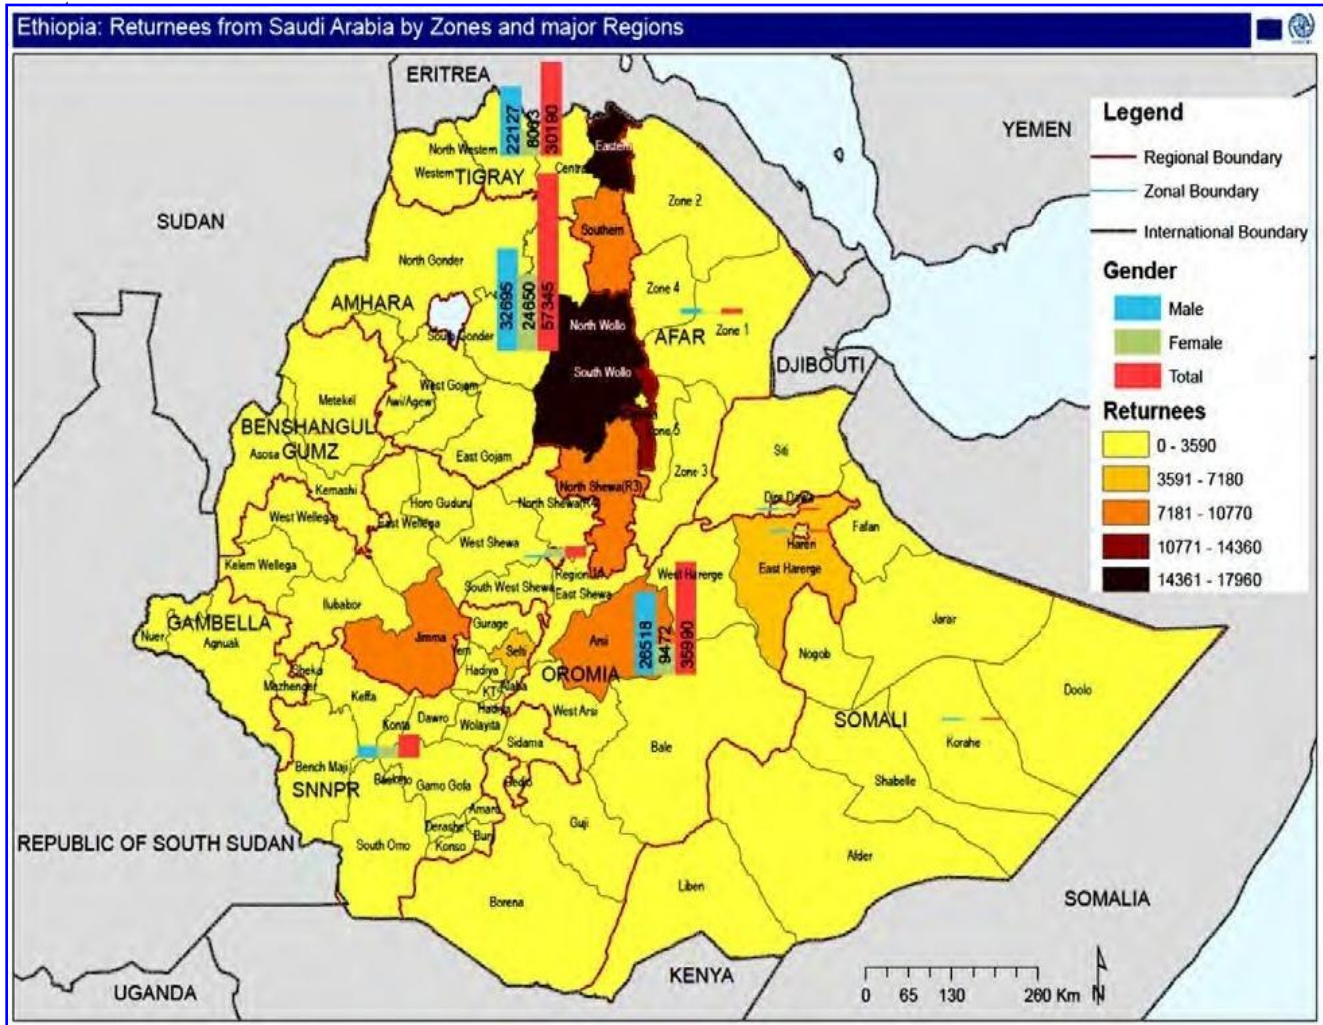 Ethiopia: Returnees from Saudi Arabia by Zones and major Regions
ERITREA
YEMEN
SUDAN
Legend
Regional Boundary
Zonal Boundary
International Boundary
Gender
Male
Female
Total
Returnees
0 - 3590
3591 - 7180
7181 - 10770
10771 - 14360
14361 - 17960
22127
8063
30190
North Western
Western
TIGRAY
Central
Eastern
Zone 2
Southern
North Gonder
AMHARA
South Gonder
32695
24650
57345
North Wollo
South Wollo
Zone 4
AFAR
Zone 1
DJIBOUTI
West Gojam
Awi/Agew
Metekel
BENSHANGUL
GUMZ
Asosa
East Gojam
Zone 5
Zone 3
Siti
Kemashi
Horo Guduru
North Shewa(R4)
North Shewa(R3)
Dire Dawa
West Wellega
East Wellega
West Shewa
Fafan
Kelem Wellega
Harerı
East Harerge
West Harerge
South West Shewa
East Shewa
Ilubabor
GAMBELLA
Nuer
Agnuak
Jimma
Gurage
Yem
Selti
Hadiya
Arsi
OROMIA
26518
9472
35990
Jarar
Nogob
Sheka
Mezhenger
Keffa
KT
Alaba
Hadiya
Doolo
Konta
Dawro
Wolayita
West Arsi
SOMALI
Korahe
Bale
Sidama
Bench Maji
SNNPR
Gamo Gofa
Gedio
Shabelle
Amaro
Derashe
Burji
Konso
South Omo
Guji
Afder
REPUBLIC OF SOUTH SUDAN
Borena
Liben
SOMALIA
KENYA
UGANDA
0 65 130 260 Km
N